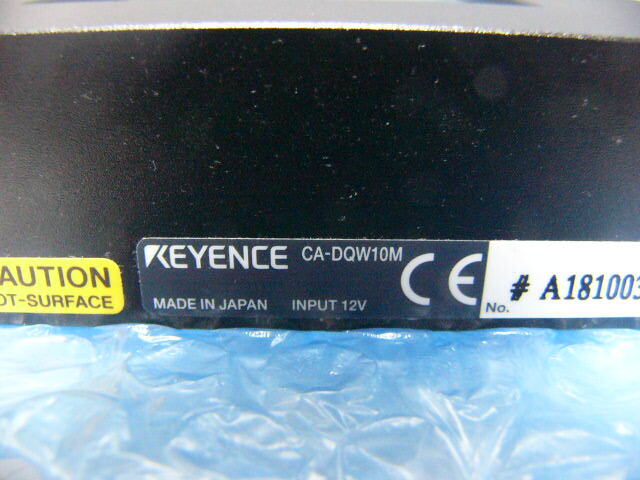 KEYENCE CA-DQW10M
MADE IN JAPAN INPUT 12V
CE
No. # A181003
AUTION
OT-SURFACE